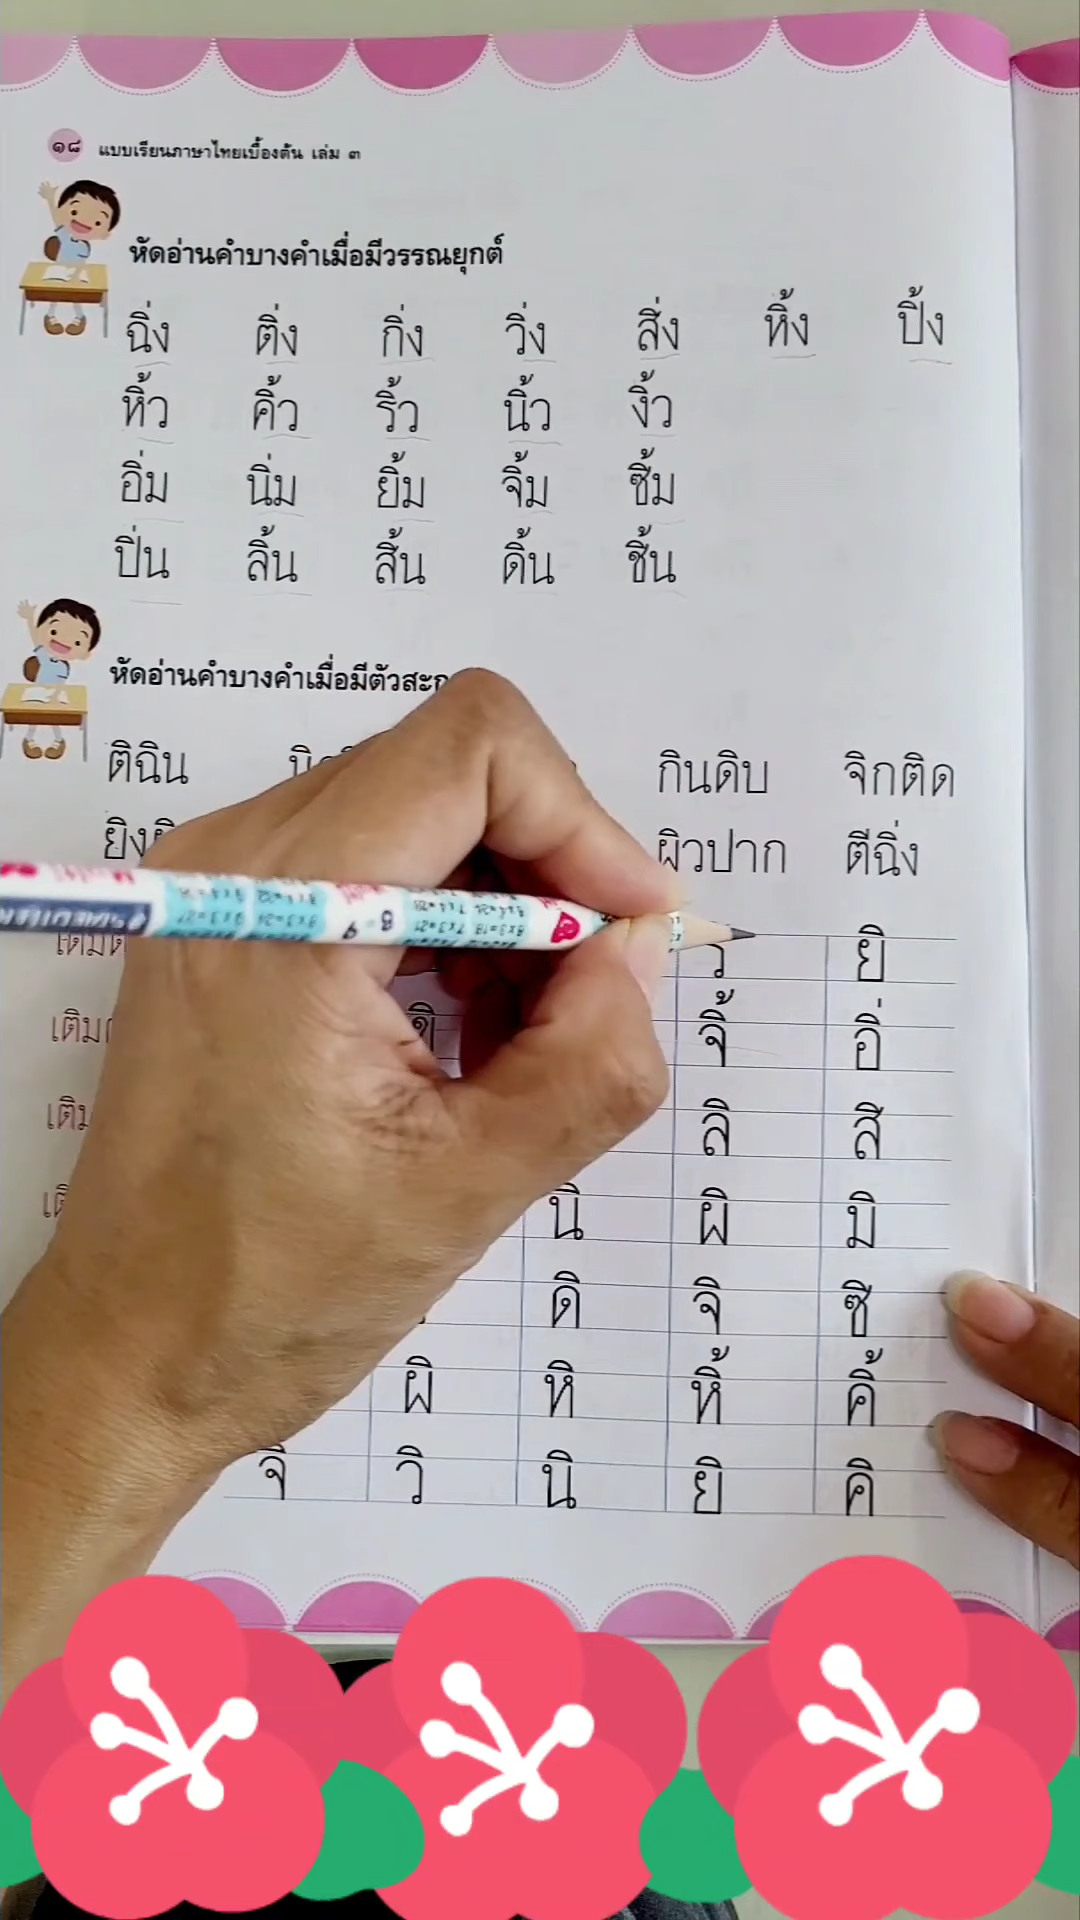 ๑๘ แบบเรียนภาษาไทยเบื้องต้น เล่ม ๓
หัดอ่านคำบางคำเมื่อมีวรรณยุกต์
ฉิ่ง ติ่ง กิ่ง วิ่ง สิ่ง หิ้ง ปิ้ง
หิ้ว คิ้ว ริ้ว นิ้ว งิ้ว
อิ่ม นิ่ม ยิ้ม จิ้ม ซิ้ม
ปิ่น ลิ้น สิ้น ดิ้น ชิ้น
หัดอ่านคำบางคำเมื่อมี
ติฉิน กินดิบ จิกติด
ผิวปาก ตีฉิ่ง
ยิ
จิ้ อิ่
ลิ สิ
นิ ผิ มิ
ดิ จิ ซิ
ผิ หิ หิ้ คิ้
จิ วิ นิ ยิ คิ